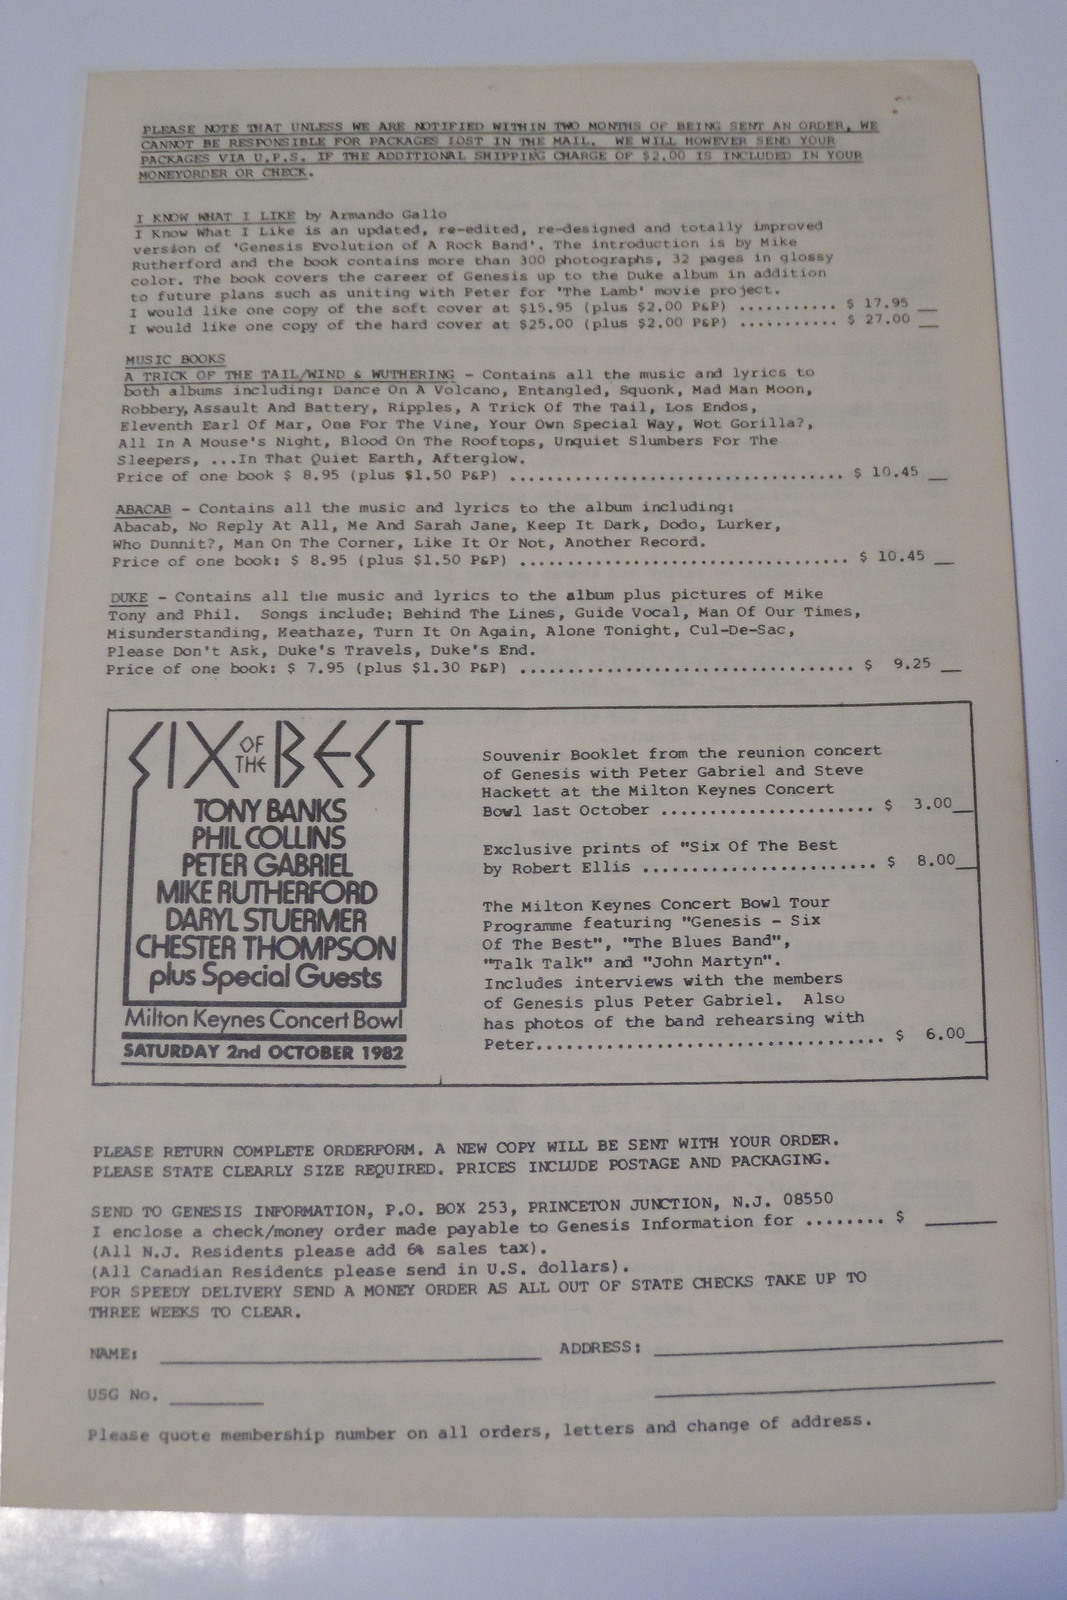 PLEASE NOTE THAT UNLESS WE ARE NOTIFIED WITHIN TWO MONTHS OF BEING SENT AN ORDER, WE
CANNOT BE RESPONSIBLE FOR PACKAGES LOST IN THE MAIL. WE WILL HOWEVER SEND YOUR
PACKAGES VIA U.P.S. IF THE ADDITIONAL SHIPPING CHARGE OF $2.00 IS INCLUDED IN YOUR
MONEYORDER OR CHECK.
I KNOW WHAT I LIKE by Armando Gallo
I Know What I Like is an updated, re-edited, re-designed and totally improved
version of 'Genesis Evolution of A Rock Band'. The introduction is by Mike
Rutherford and the book contains more than 300 photographs, 32 pages in glossy
color. The book covers the career of Genesis up to the Duke album in addition
to future plans such as uniting with Peter for 'The Lamb' movie project.
I would like one copy of the soft cover at $15.95 (plus $2.00 P&P) .......... $ 17.95 __
I would like one copy of the hard cover at $25.00 (plus $2.00 P&P) .......... $ 27.00 __
MUSIC BOOKS
A TRICK OF THE TAIL/WIND & WUTHERING - Contains all the music and lyrics to
both albums including: Dance On A Volcano, Entangled, Squonk, Mad Man Moon,
Robbery, Assault And Battery, Ripples, A Trick Of The Tail, Los Endos,
Eleventh Earl Of Mar, One For The Vine, Your Own Special Way, Wot Gorilla?,
All In A Mouse's Night, Blood On The Rooftops, Unquiet Slumbers For The
Sleepers, ...In That Quiet Earth, Afterglow.
Price of one book $ 8.95 (plus $1.50 P&P) ................................. $ 10.45 __
ABACAB - Contains all the music and lyrics to the album including:
Abacab, No Reply At All, Me And Sarah Jane, Keep It Dark, Dodo, Lurker,
Who Dunnit?, Man On The Corner, Like It Or Not, Another Record.
Price of one book: $ 8.95 (plus $1.50 P&P) ................................ $ 10.45 __
DUKE - Contains all the music and lyrics to the album plus pictures of Mike
Tony and Phil. Songs include; Behind The Lines, Guide Vocal, Man Of Our Times,
Misunderstanding, Heathaze, Turn It On Again, Alone Tonight, Cul-De-Sac,
Please Don't Ask, Duke's Travels, Duke's End.
Price of one book: $ 7.95 (plus $1.30 P&P) ................................. $ 9.25 __
SIX OF THE BEST
TONY BANKS
PHIL COLLINS
PETER GABRIEL
MIKE RUTHERFORD
DARYL STUERMER
CHESTER THOMPSON
plus Special Guests
Milton Keynes Concert Bowl
SATURDAY 2nd OCTOBER 1982
Souvenir Booklet from the reunion concert
of Genesis with Peter Gabriel and Steve
Hackett at the Milton Keynes Concert
Bowl last October ..................... $ 3.00__
Exclusive prints of "Six Of The Best
by Robert Ellis ....................... $ 8.00__
The Milton Keynes Concert Bowl Tour
Programme featuring "Genesis - Six
Of The Best", "The Blues Band",
"Talk Talk" and "John Martyn".
Includes interviews with the members
of Genesis plus Peter Gabriel. Also
has photos of the band rehearsing with
Peter.................................. $ 6.00__
PLEASE RETURN COMPLETE ORDERFORM. A NEW COPY WILL BE SENT WITH YOUR ORDER.
PLEASE STATE CLEARLY SIZE REQUIRED. PRICES INCLUDE POSTAGE AND PACKAGING.
SEND TO GENESIS INFORMATION, P.O. BOX 253, PRINCETON JUNCTION, N.J. 08550
I enclose a check/money order made payable to Genesis Information for ........ $ _______
(All N.J. Residents please add 6% sales tax).
(All Canadian Residents please send in U.S. dollars).
FOR SPEEDY DELIVERY SEND A MONEY ORDER AS ALL OUT OF STATE CHECKS TAKE UP TO
THREE WEEKS TO CLEAR.
NAME: ______________________ ADDRESS: ______________________
USG No. _________
Please quote membership number on all orders, letters and change of address.